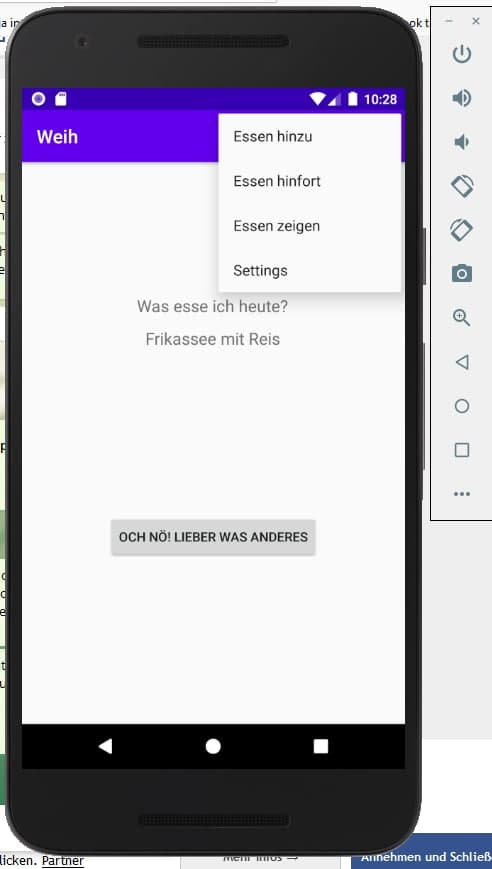 10:28
Weih
Essen hinzu
Essen hinfort
Essen zeigen
Settings
Was esse ich heute?
Frikassee mit Reis
OCH NÖ! LIEBER WAS ANDERES
licken. Partner
Mehr Infos →
Annehmen und Schließ